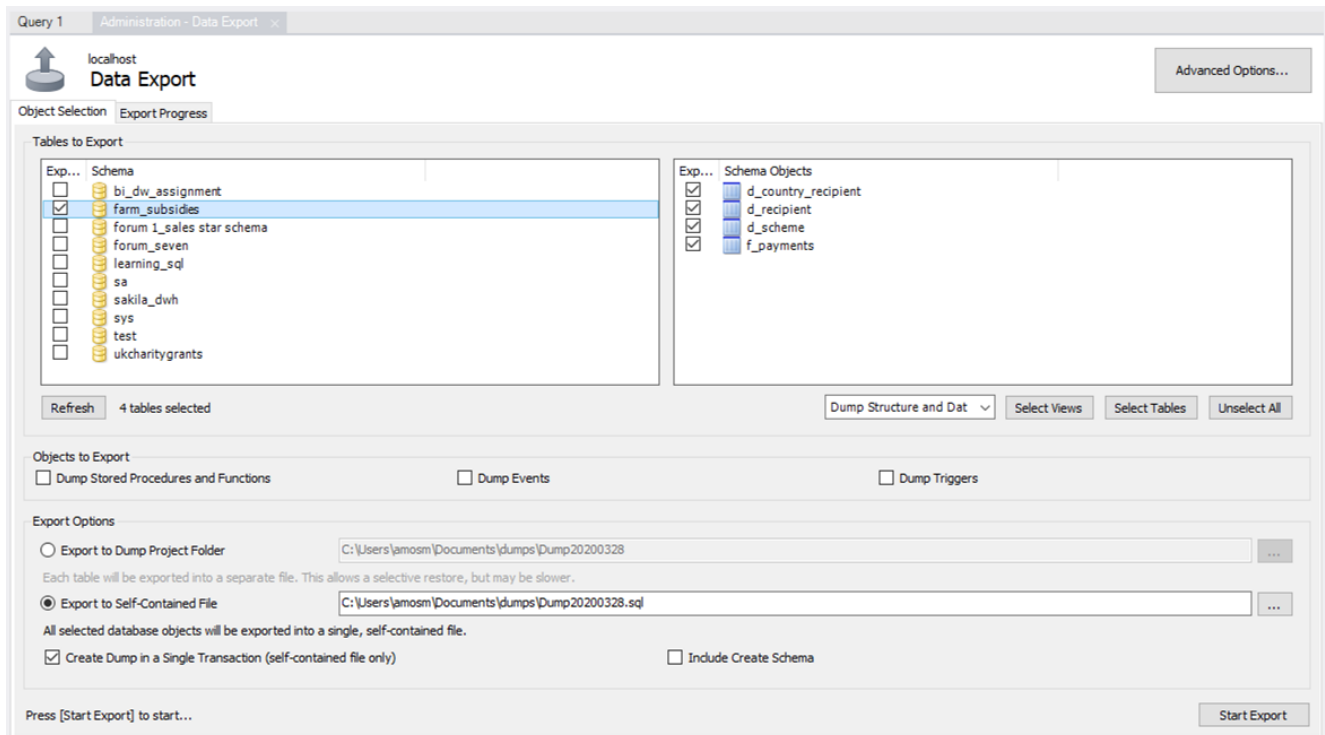 Query 1 Administration - Data Export ×
localhost
Data Export
Advanced Options...
Object Selection Export Progress
Tables to Export
Exp... Schema
bi_dw_assignment
farm_subsidies
forum 1_sales star schema
forum_seven
learning_sql
sa
sakila_dwh
sys
test
ukcharitygrants
Exp... Schema Objects
d_country_recipient
d_recipient
d_scheme
f_payments
Refresh 4 tables selected Dump Structure and Dat Select Views Select Tables Unselect All
Objects to Export
Dump Stored Procedures and Functions Dump Events Dump Triggers
Export Options
Export to Dump Project Folder C:\Users\amosm\Documents\dumps\Dump20200328 ...
Each table will be exported into a separate file. This allows a selective restore, but may be slower.
Export to Self-Contained File C:\Users\amosm\Documents\dumps\Dump20200328.sql ...
All selected database objects will be exported into a single, self-contained file.
Create Dump in a Single Transaction (self-contained file only) Include Create Schema
Press [Start Export] to start... Start Export